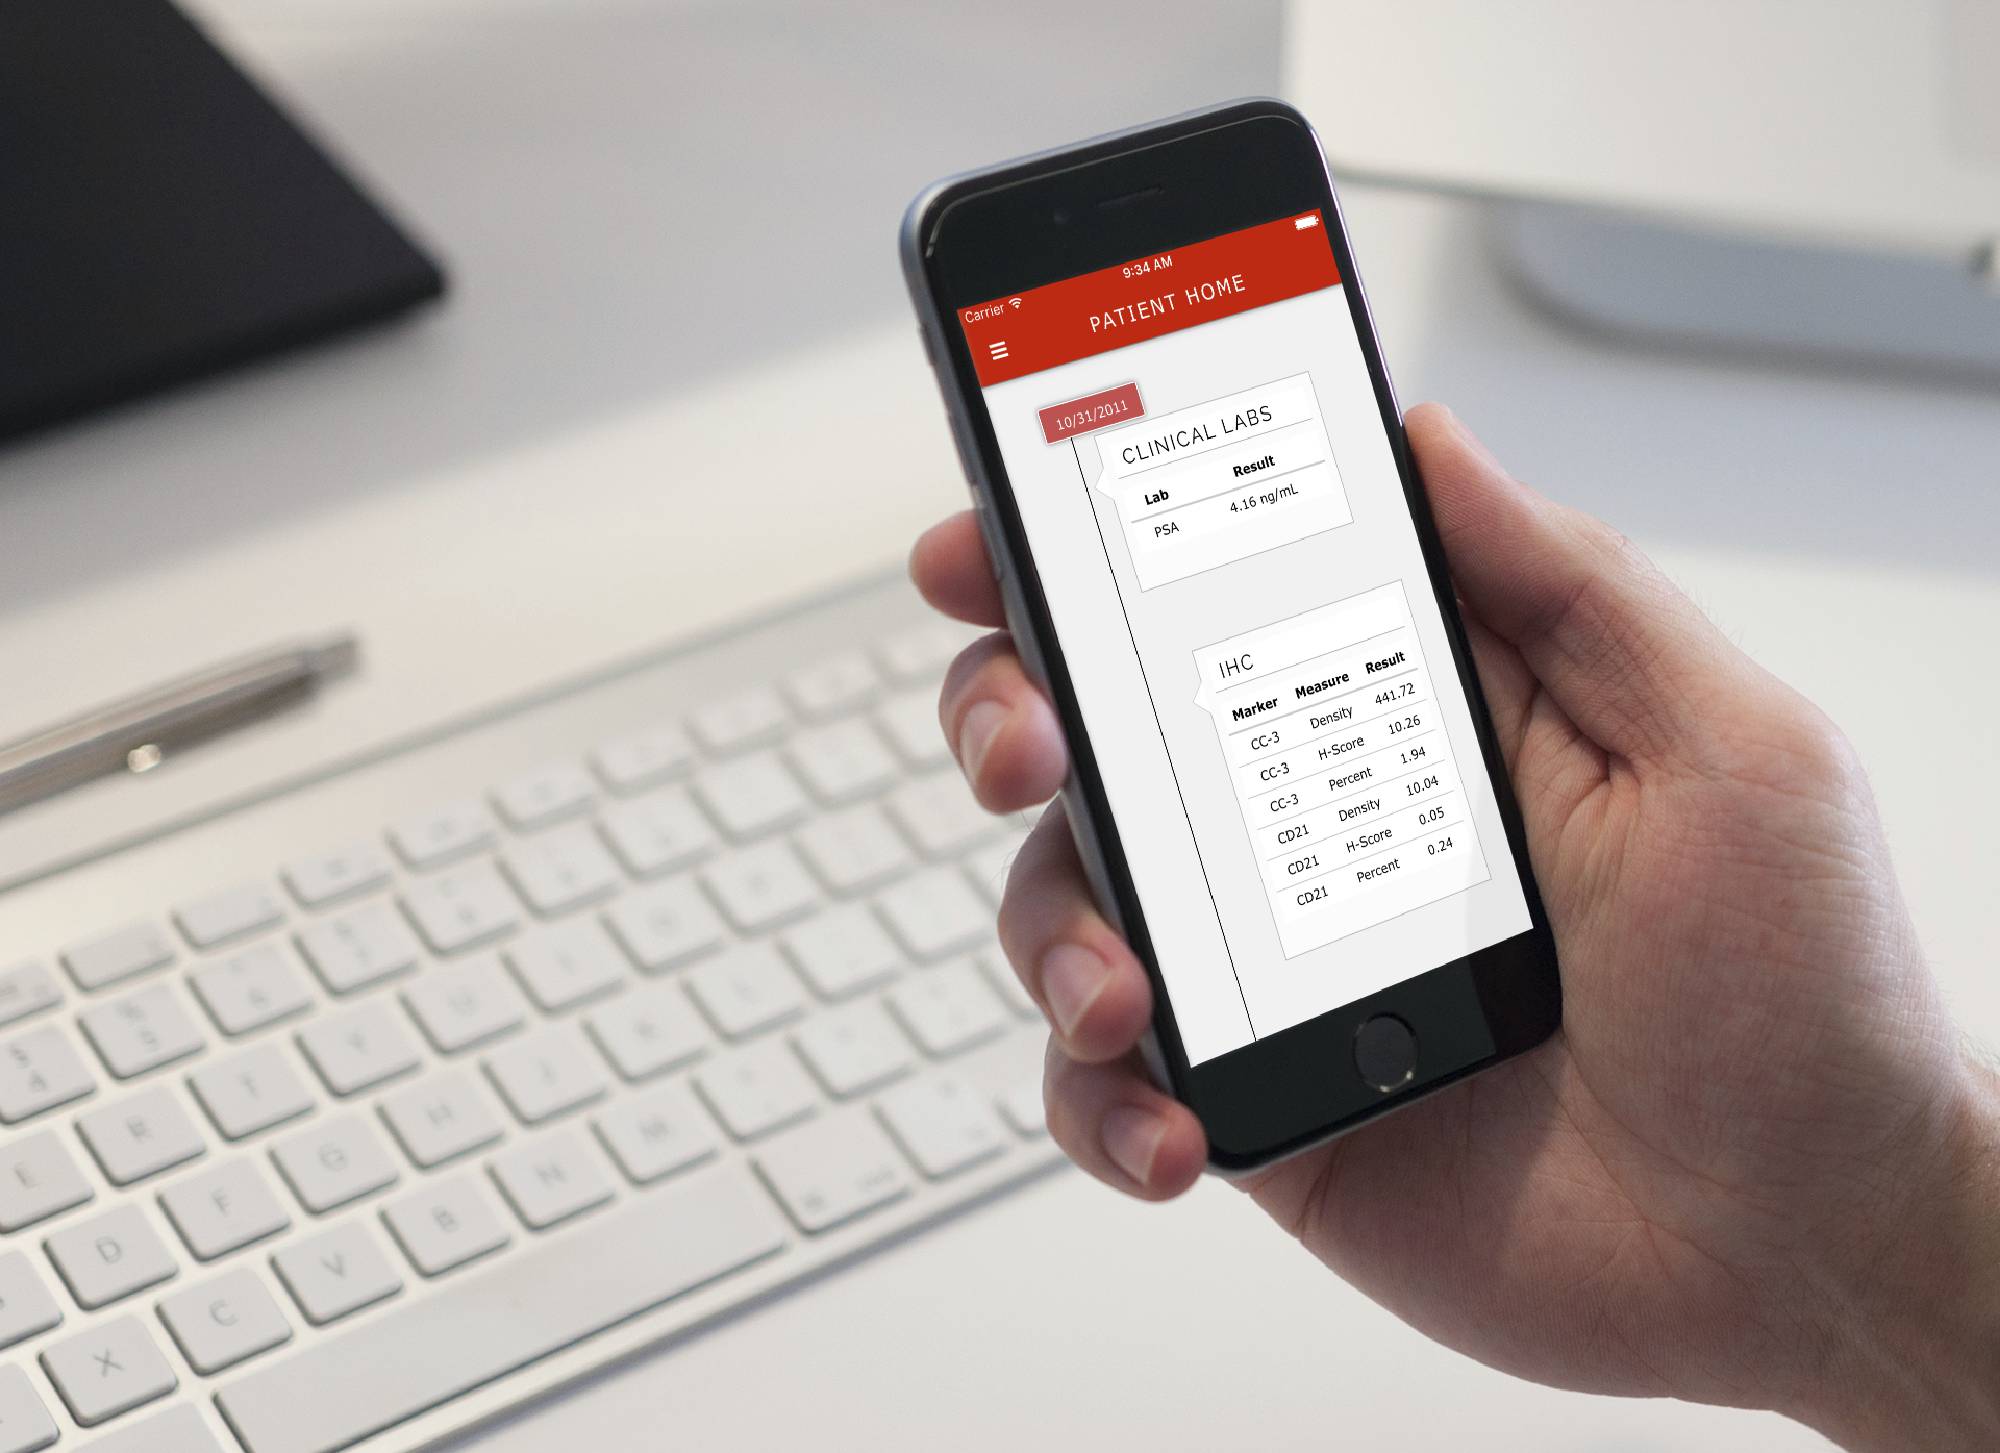 Carrier
9:34 AM
PATIENT HOME
10/31/2011
CLINICAL LABS
Lab Result
PSA 4.16 ng/mL
IHC
Marker Measure Result
CC-3 Density 441.72
CC-3 H-Score 10.26
CC-3 Percent 1.94
CD21 Density 10.04
CD21 H-Score 0.05
CD21 Percent 0.24
E R T Y
D F G H
X C V B N M